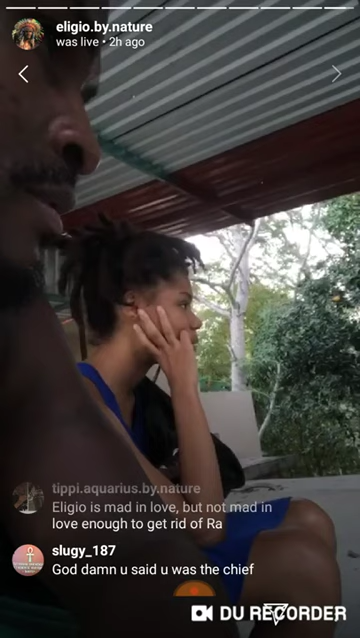 eligio.by.nature
was live • 2h ago
tippi.aquarius.by.nature
Eligio is mad in love, but not mad in
love enough to get rid of Ra
slugy_187
God damn u said u was the chief
DU RECORDER